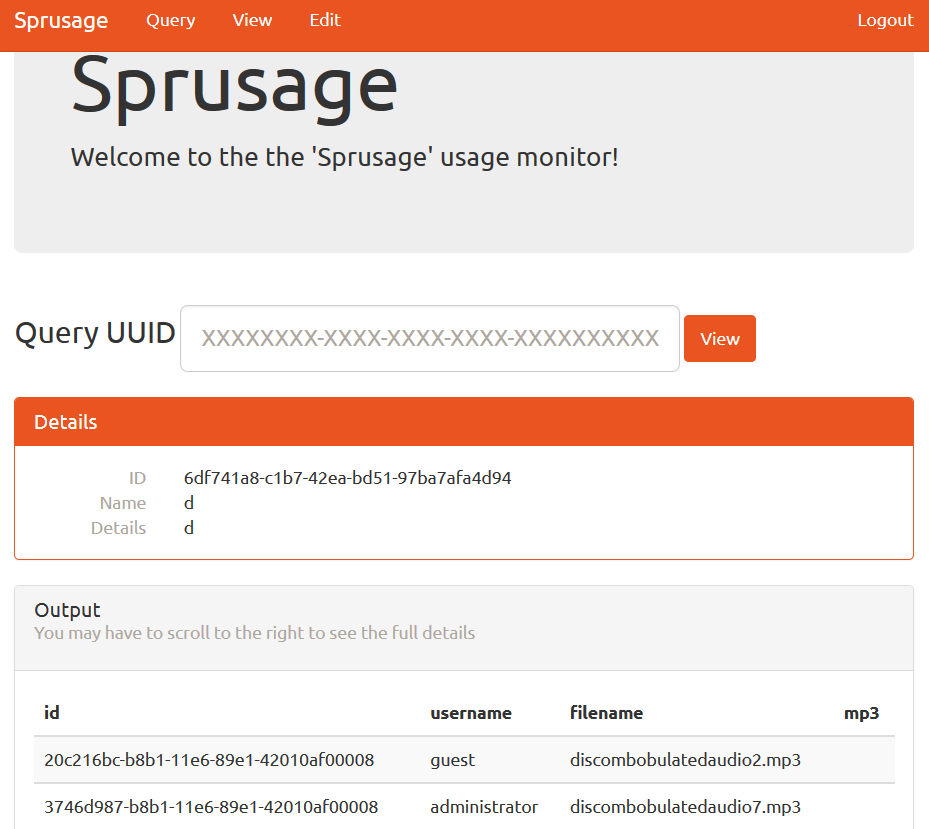 Sprusage Query View Edit Logout
Sprusage
Welcome to the the 'Sprusage' usage monitor!
Query UUID XXXXXXXX-XXXX-XXXX-XXXX-XXXXXXXXXX View
Details
ID 6df741a8-c1b7-42ea-bd51-97ba7afa4d94
Name d
Details d
Output
You may have to scroll to the right to see the full details
id username filename mp3
20c216bc-b8b1-11e6-89e1-42010af00008 guest discombobulatedaudio2.mp3
3746d987-b8b1-11e6-89e1-42010af00008 administrator discombobulatedaudio7.mp3